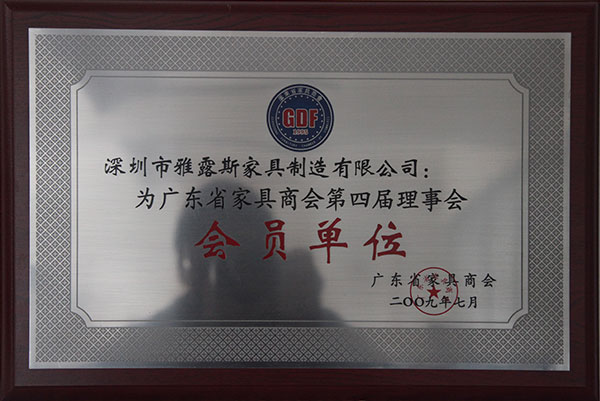 GDF
1995
深圳市雅露斯家具制造有限公司：
为广东省家具商会第四届理事会
会员单位
广东省家具商会
二〇〇九年七月